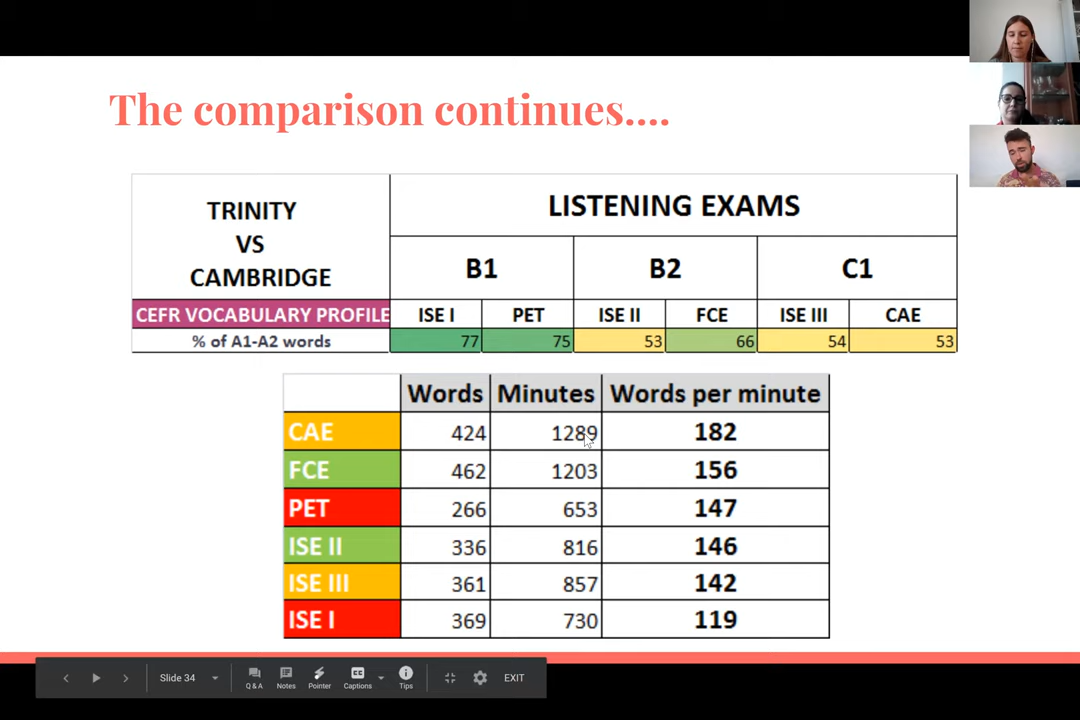 The comparison continues....
TRINITY
VS
CAMBRIDGE
LISTENING EXAMS
B1 B2 C1
CEFR VOCABULARY PROFILE ISE I PET ISE II FCE ISE III CAE
% of A1-A2 words 77 75 53 66 54 53
Words Minutes Words per minute
CAE 424 1289 182
FCE 462 1203 156
PET 266 653 147
ISE II 336 816 146
ISE III 361 857 142
ISE I 369 730 119
Slide 34 Q & A Notes Pointer Captions Tips EXIT